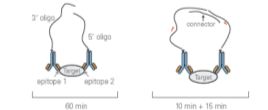 3' oligo
5' oligo
Target
epitope 1
epitope 2
60 min
connector
Target
10 min + 15 min